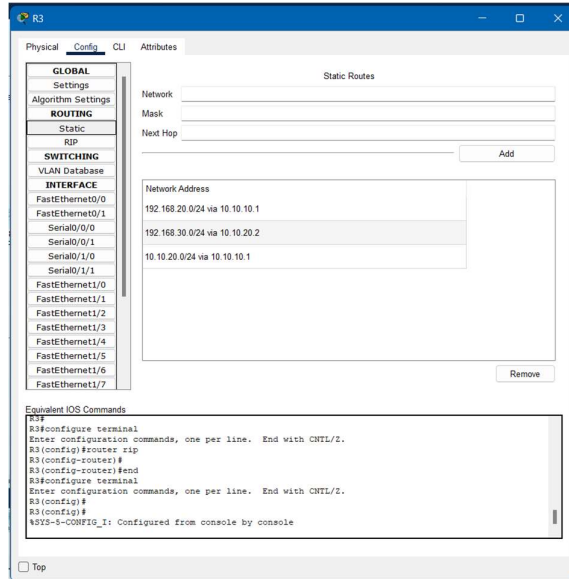 R3
Physical Config CLI Attributes
GLOBAL
Settings
Algorithm Settings
ROUTING
Static
RIP
SWITCHING
VLAN Database
INTERFACE
FastEthernet0/0
FastEthernet0/1
Serial0/0/0
Serial0/0/1
Serial0/1/0
Serial0/1/1
FastEthernet1/0
FastEthernet1/1
FastEthernet1/2
FastEthernet1/3
FastEthernet1/4
FastEthernet1/5
FastEthernet1/6
FastEthernet1/7
Static Routes
Network
Mask
Next Hop
Add
Network Address
192.168.20.0/24 via 10.10.10.1
192.168.30.0/24 via 10.10.20.2
10.10.20.0/24 via 10.10.10.1
Remove
Equivalent IOS Commands
R3#
R3#configure terminal
Enter configuration commands, one per line. End with CNTL/Z.
R3(config)#router rip
R3(config-router)#
R3(config-router)#end
R3#configure terminal
Enter configuration commands, one per line. End with CNTL/Z.
R3(config)#
R3(config)#
%SYS-5-CONFIG_I: Configured from console by console
Top